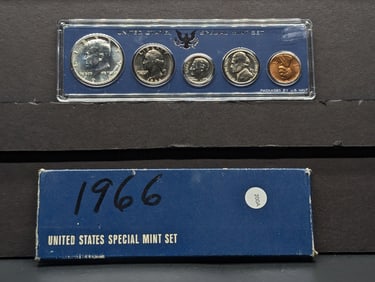 UNITED STATES SPECIAL MINT SET
PACKAGED BY U.S. MINT
1966
UNITED STATES SPECIAL MINT SET